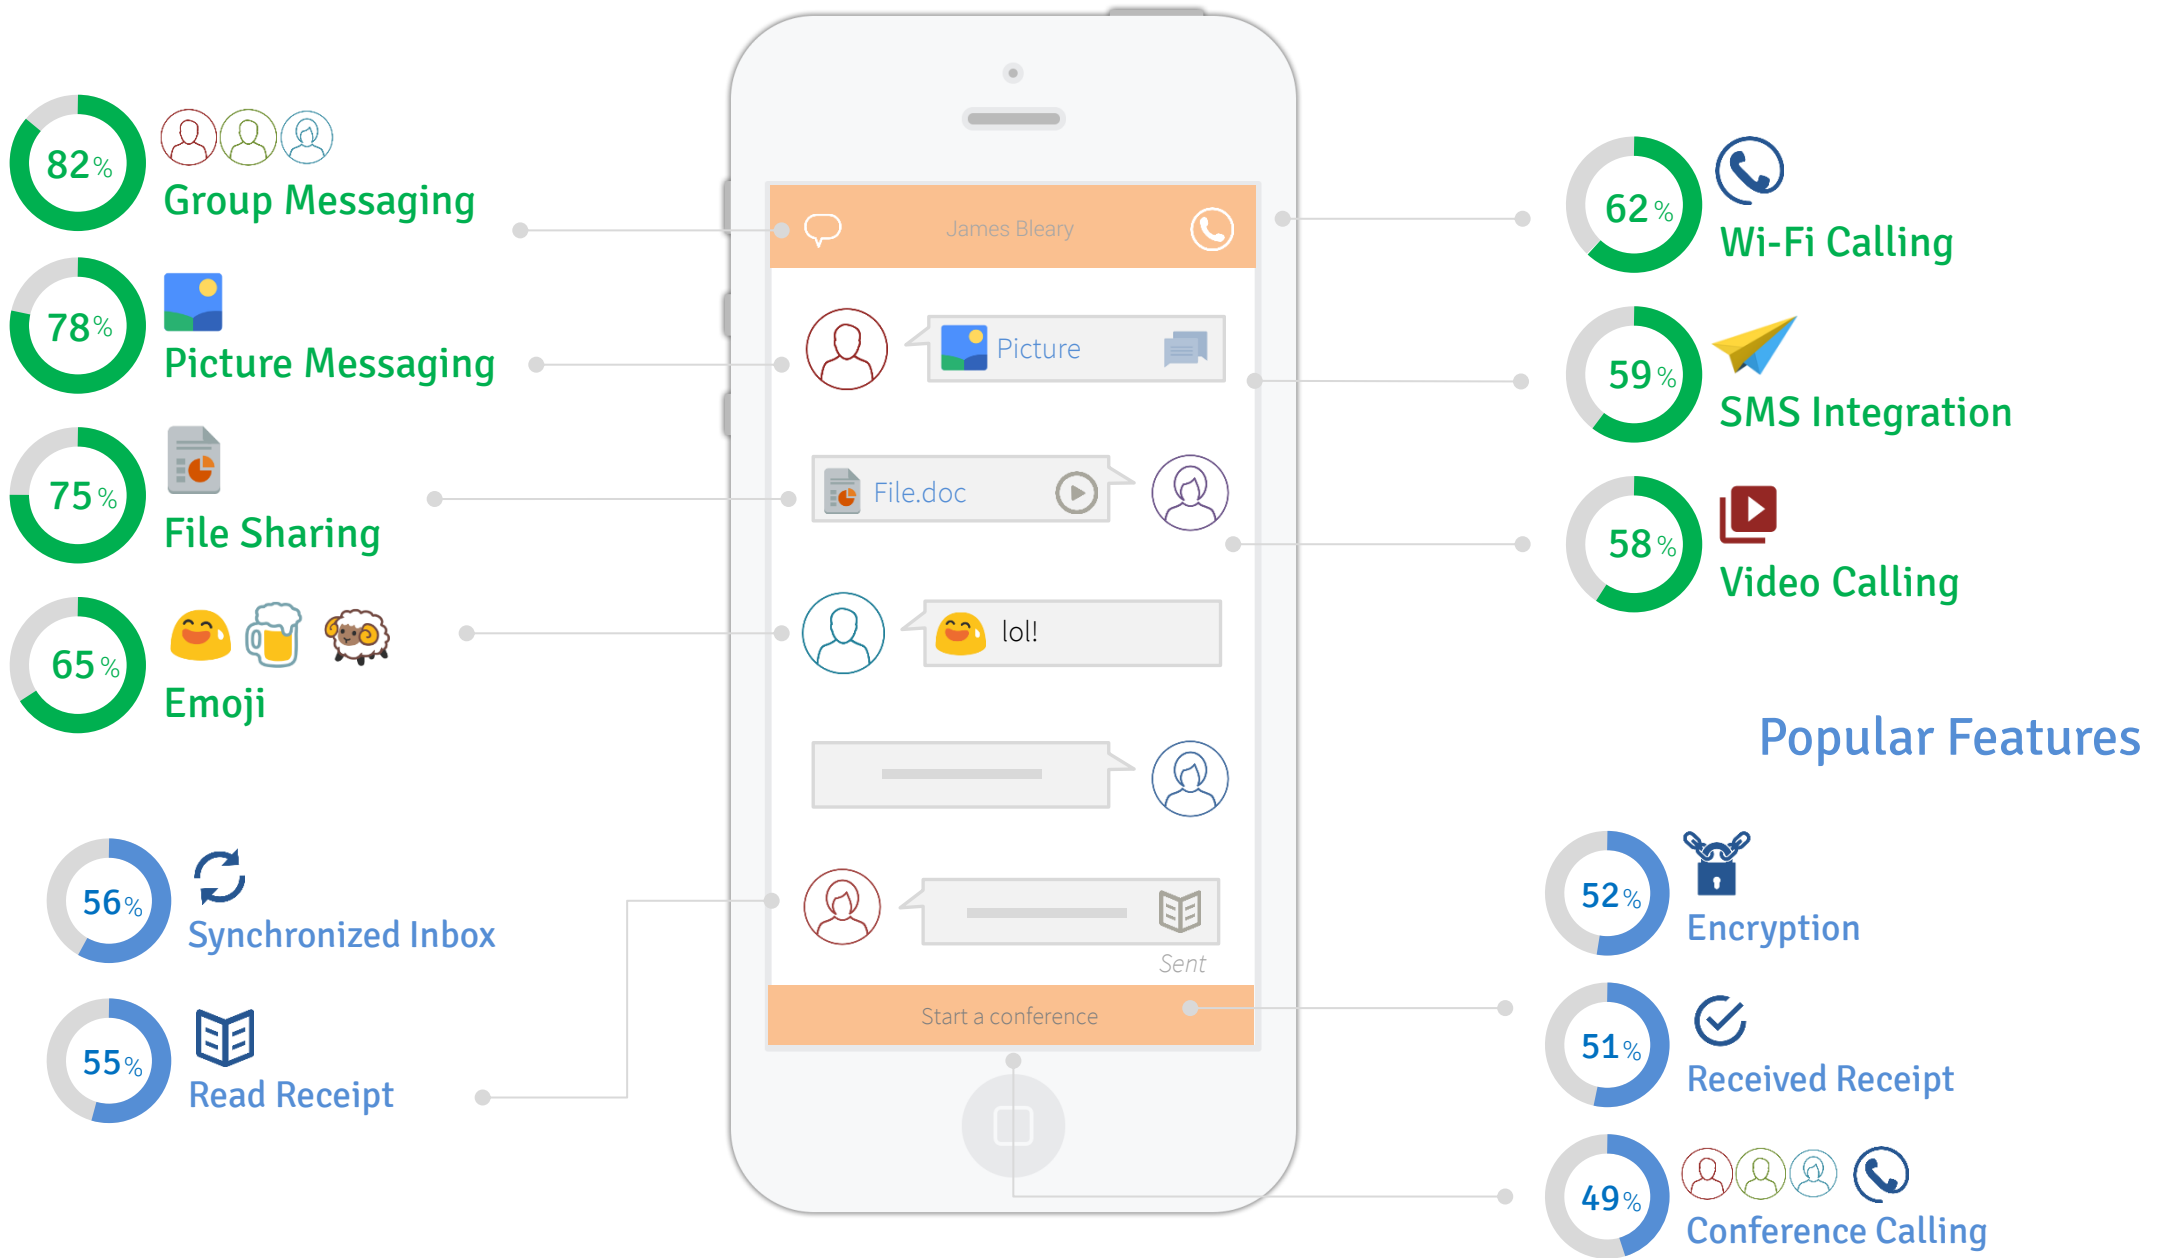 82%
Group Messaging
78%
Picture Messaging
75%
File Sharing
65%
Emoji
56%
Synchronized Inbox
55%
Read Receipt
James Bleary
Picture
File.doc
lol!
Sent
Start a conference
62%
Wi-Fi Calling
59%
SMS Integration
58%
Video Calling
Popular Features
52%
Encryption
51%
Received Receipt
49%
Conference Calling